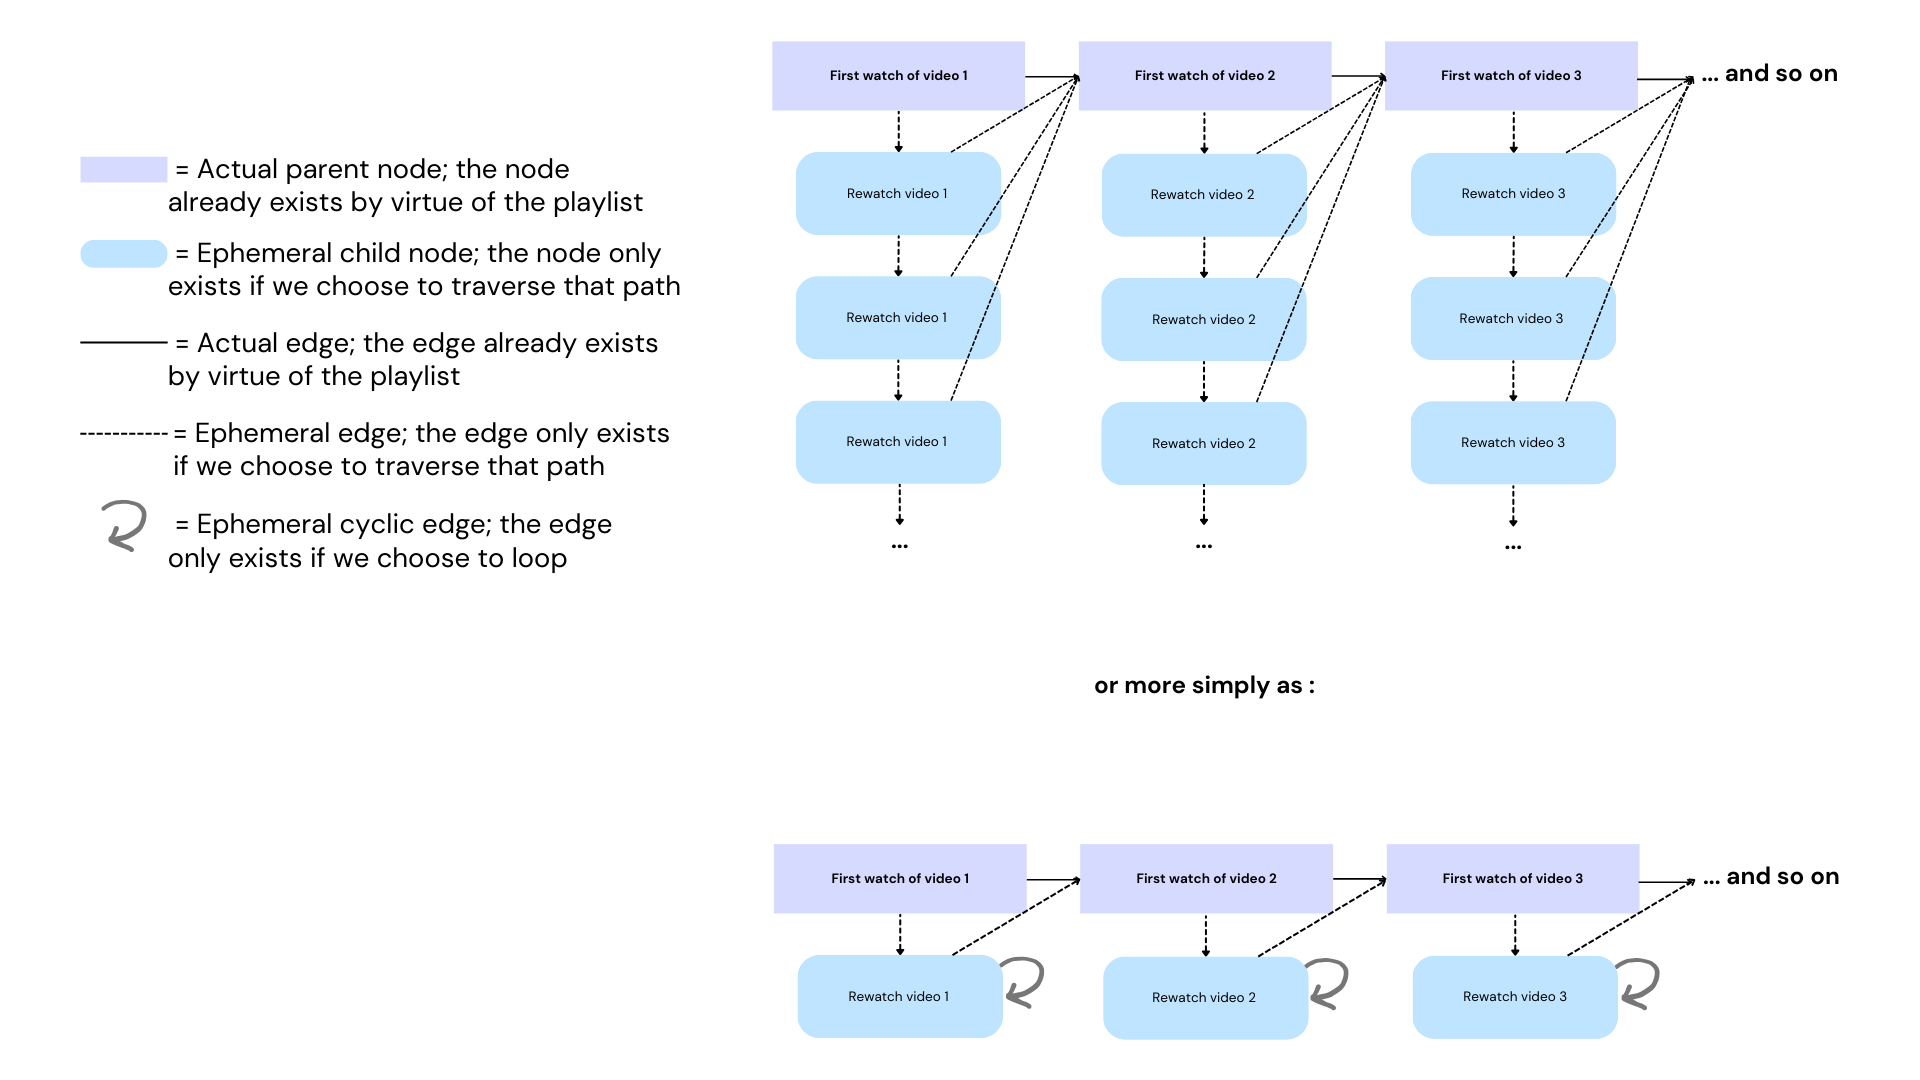 = Actual parent node; the node
already exists by virtue of the playlist
= Ephemeral child node; the node only
exists if we choose to traverse that path
= Actual edge; the edge already exists
by virtue of the playlist
= Ephemeral edge; the edge only exists
if we choose to traverse that path
= Ephemeral cyclic edge; the edge
only exists if we choose to loop
First watch of video 1
First watch of video 2
First watch of video 3
... and so on
Rewatch video 1
Rewatch video 2
Rewatch video 3
Rewatch video 1
Rewatch video 2
Rewatch video 3
Rewatch video 1
Rewatch video 2
Rewatch video 3
...
...
...
or more simply as :
First watch of video 1
First watch of video 2
First watch of video 3
... and so on
Rewatch video 1
Rewatch video 2
Rewatch video 3